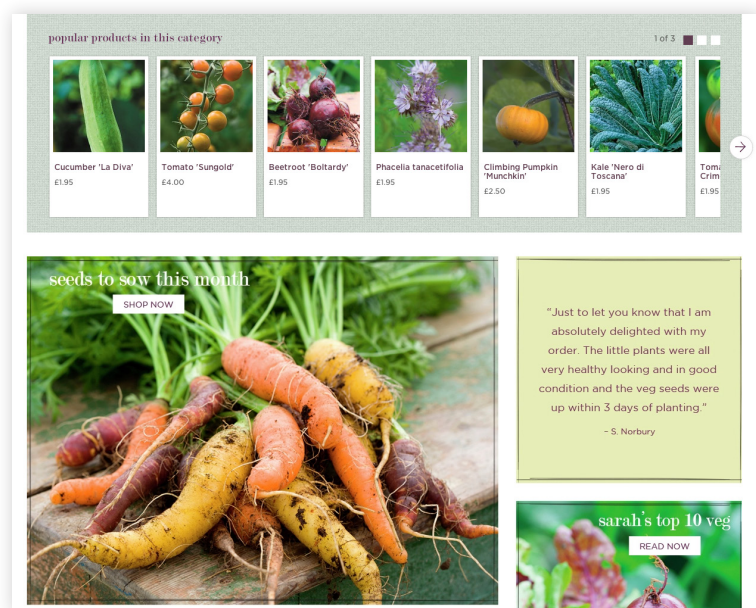 popular products in this category
1 of 3
Cucumber 'La Diva'
£1.95
Tomato 'Sungold'
£4.00
Beetroot 'Boltardy'
£1.95
Phacelia tanacetifolia
£1.95
Climbing Pumpkin
'Munchkin'
£2.50
Kale 'Nero di
Toscana'
£1.95
£1.95
seeds to sow this month
SHOP NOW
"Just to let you know that I am
absolutely delighted with my
order. The little plants were all
very healthy looking and in good
condition and the veg seeds were
up within 3 days of planting."
– S. Norbury
sarah's top 10 veg
READ NOW